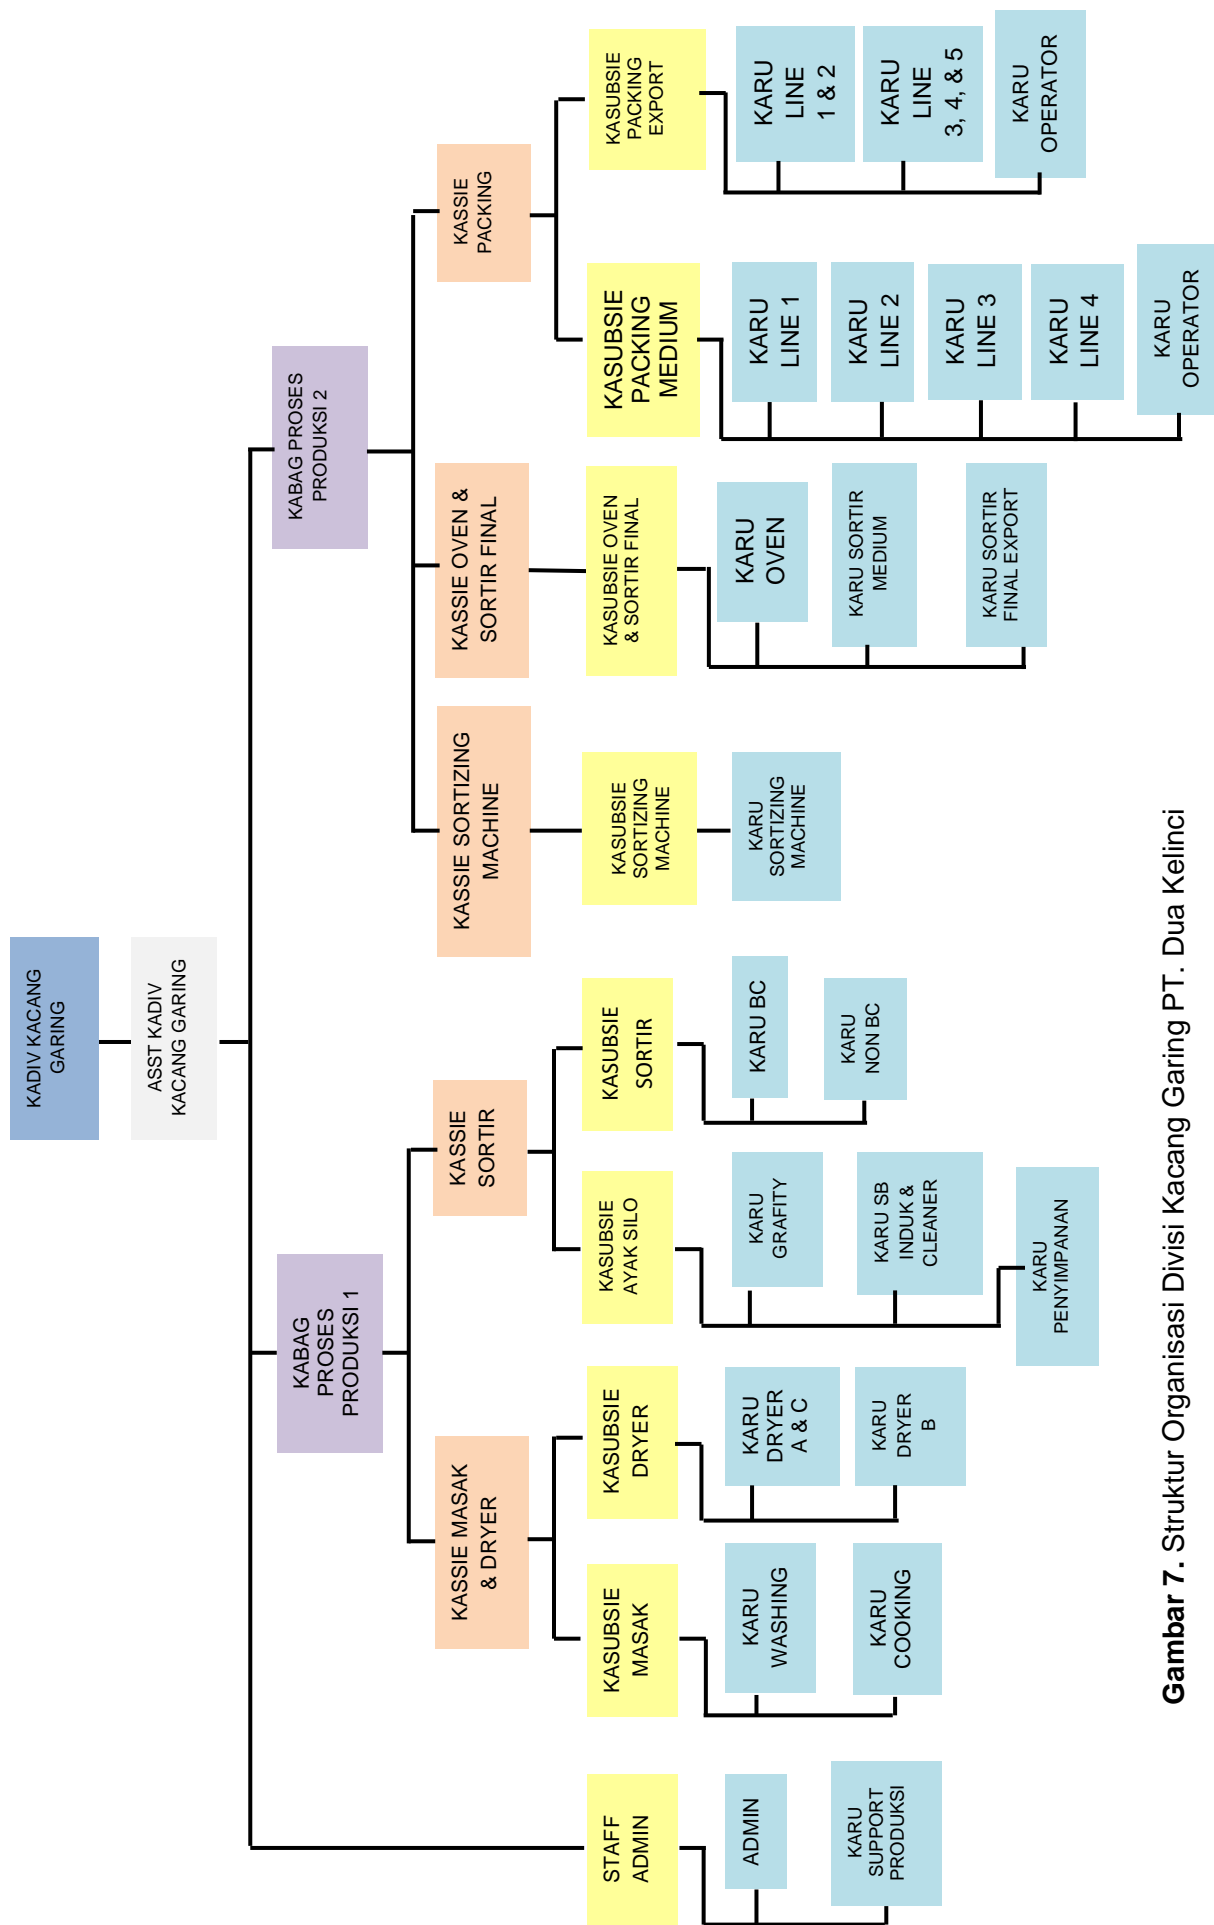 KADIV KACANG
GARING
ASST KADIV
KACANG GARING
KABAG
PROSES
PRODUKSI 1
KABAG PROSES
PRODUKSI 2
KASSIE MASAK
& DRYER
KASSIE
SORTIR
KASSIE SORTIZING
MACHINE
KASSIE OVEN &
SORTIR FINAL
KASSIE
PACKING
STAFF
ADMIN
KASUBSIE
MASAK
KASUBSIE
DRYER
KASUBSIE
AYAK SILO
KASUBSIE
SORTIR
KASUBSIE
SORTIZING
MACHINE
KASUBSIE OVEN
& SORTIR FINAL
KASUBSIE
PACKING
MEDIUM
KASUBSIE
PACKING
EXPORT
ADMIN
KARU
SUPPORT
PRODUKSI
KARU
WASHING
KARU
COOKING
KARU
DRYER
A & C
KARU
DRYER
B
KARU
GRAFITY
KARU SB
INDUK &
CLEANER
KARU
PENYIMPANAN
KARU BC
KARU
NON BC
KARU
SORTIZING
MACHINE
KARU
OVEN
KARU SORTIR
MEDIUM
KARU SORTIR
FINAL EXPORT
KARU
LINE 1
KARU
LINE 2
KARU
LINE 3
KARU
LINE 4
KARU
OPERATOR
KARU
LINE
1 & 2
KARU
LINE
3, 4, & 5
KARU
OPERATOR
Gambar 7. Struktur Organisasi Divisi Kacang Garing PT. Dua Kelinci